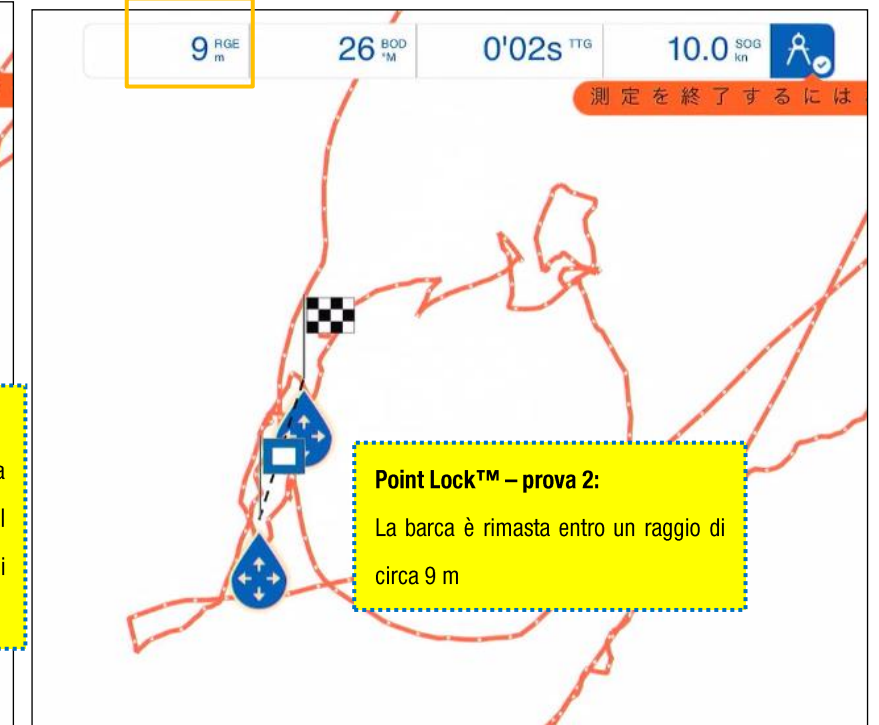 9 RGE m
26 BOD °M
0'02s TTG
10.0 SOG kn
測定を終了するには
a
l
i
Point Lock™ – prova 2:
La barca è rimasta entro un raggio di
circa 9 m